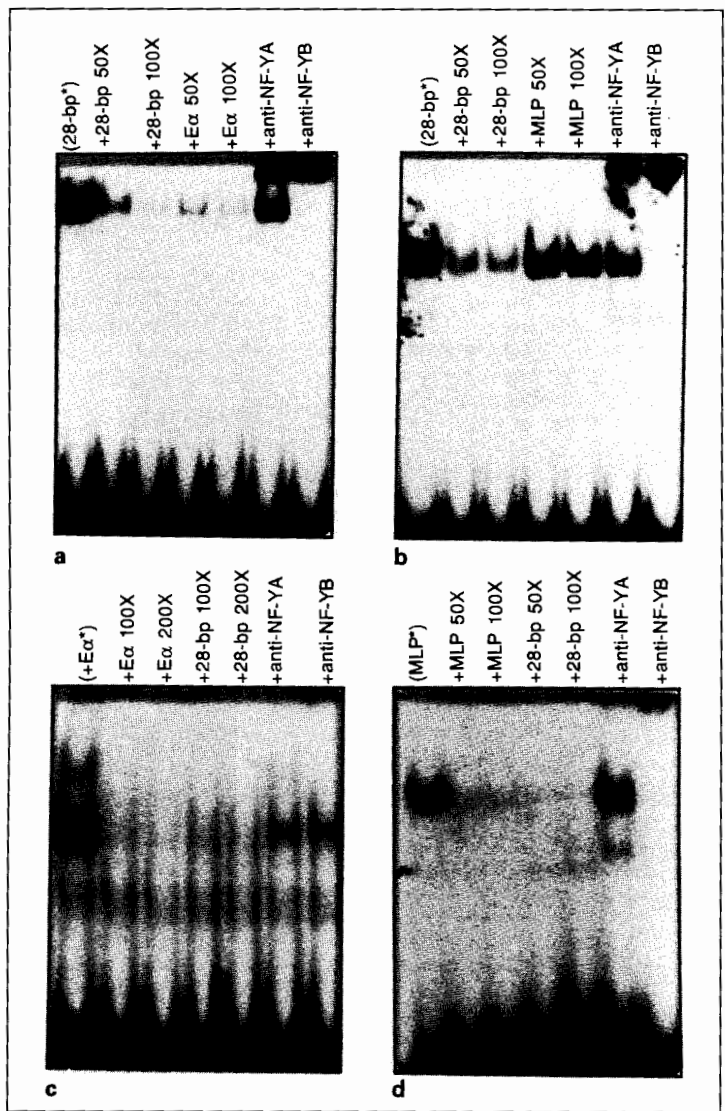 (28-bp*)
+28-bp 50X
+28-bp 100X
+Eα 50X
+Eα 100X
+anti-NF-YA
+anti-NF-YB
(28-bp*)
+28-bp 50X
+28-bp 100X
+MLP 50X
+MLP 100X
+anti-NF-YA
+anti-NF-YB
a
b
(+Eα*)
+Eα 100X
+Eα 200X
+28-bp 100X
+28-bp 200X
+anti-NF-YA
+anti-NF-YB
(MLP*)
+MLP 50X
+MLP 100X
+28-bp 50X
+28-bp 100X
+anti-NF-YA
+anti-NF-YB
c
d